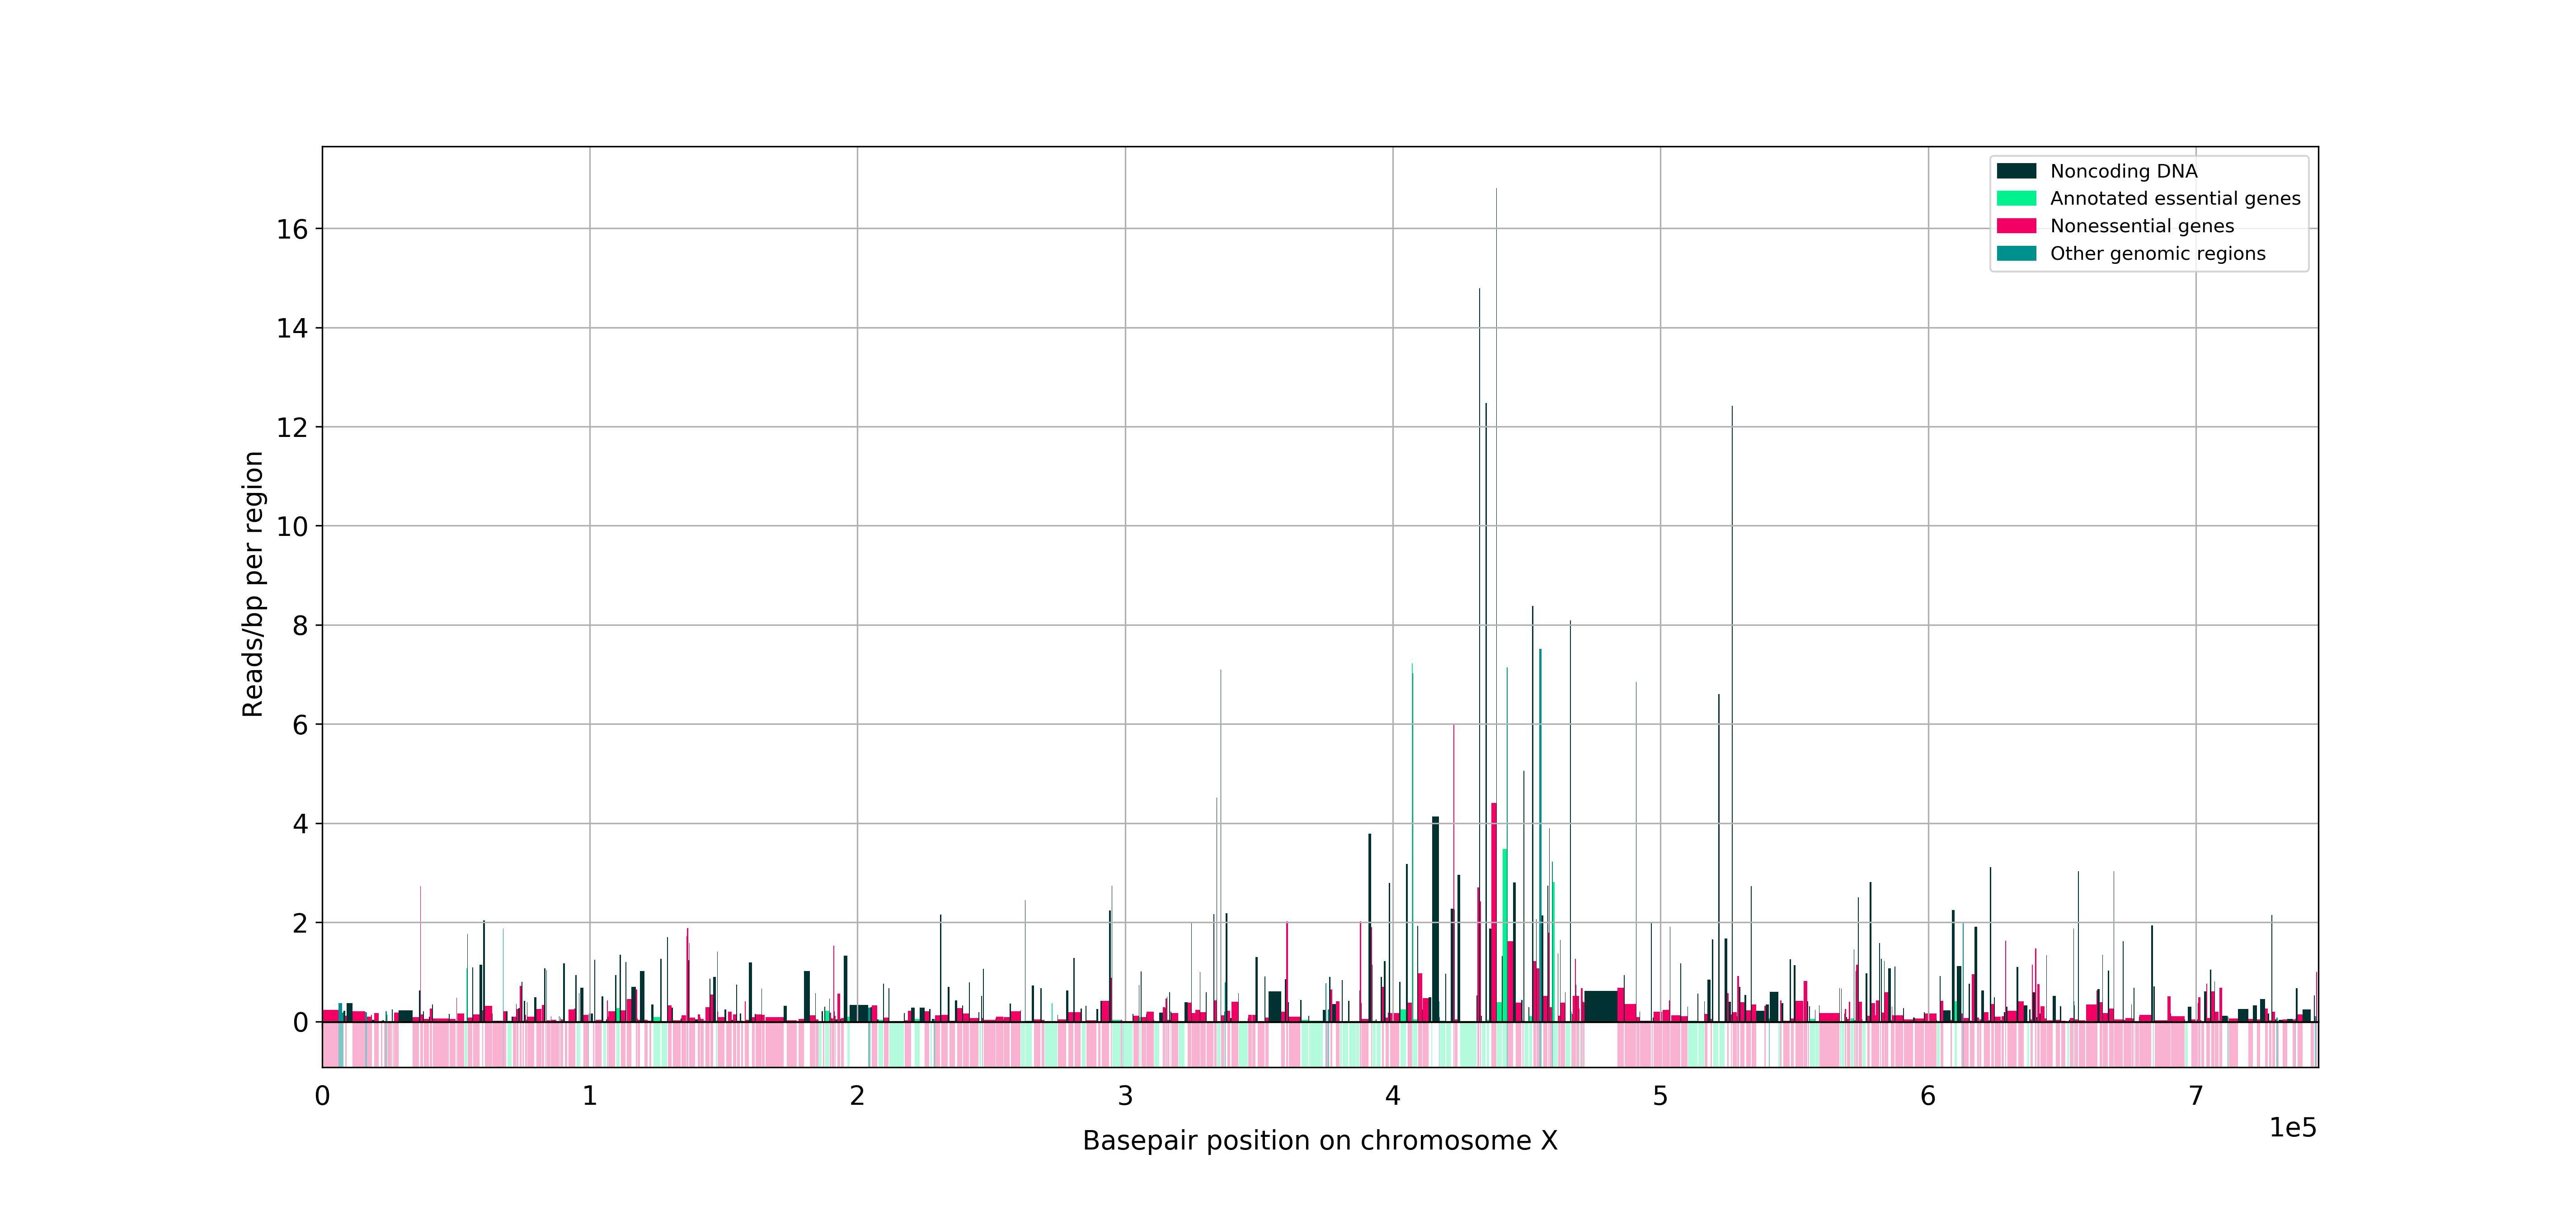 Noncoding DNA
Annotated essential genes
Nonessential genes
Other genomic regions
Reads/bp per region
16
14
12
10
8
6
4
2
0
0 1 2 3 4 5 6 7
1e5
Basepair position on chromosome X